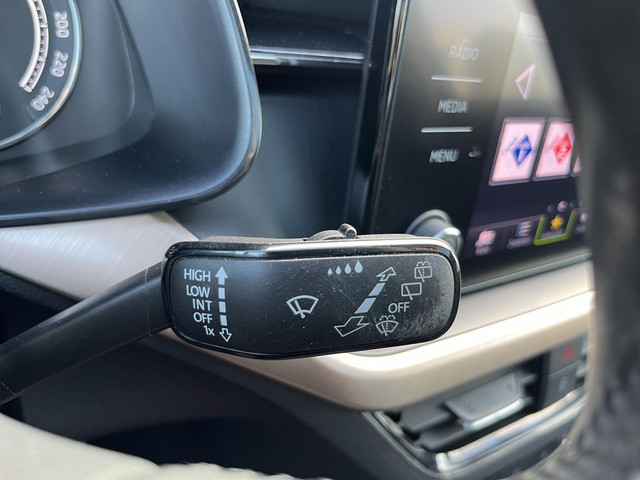 200
220
240
RADIO
MEDIA
MENU
HIGH
LOW
INT
OFF
1x
OFF